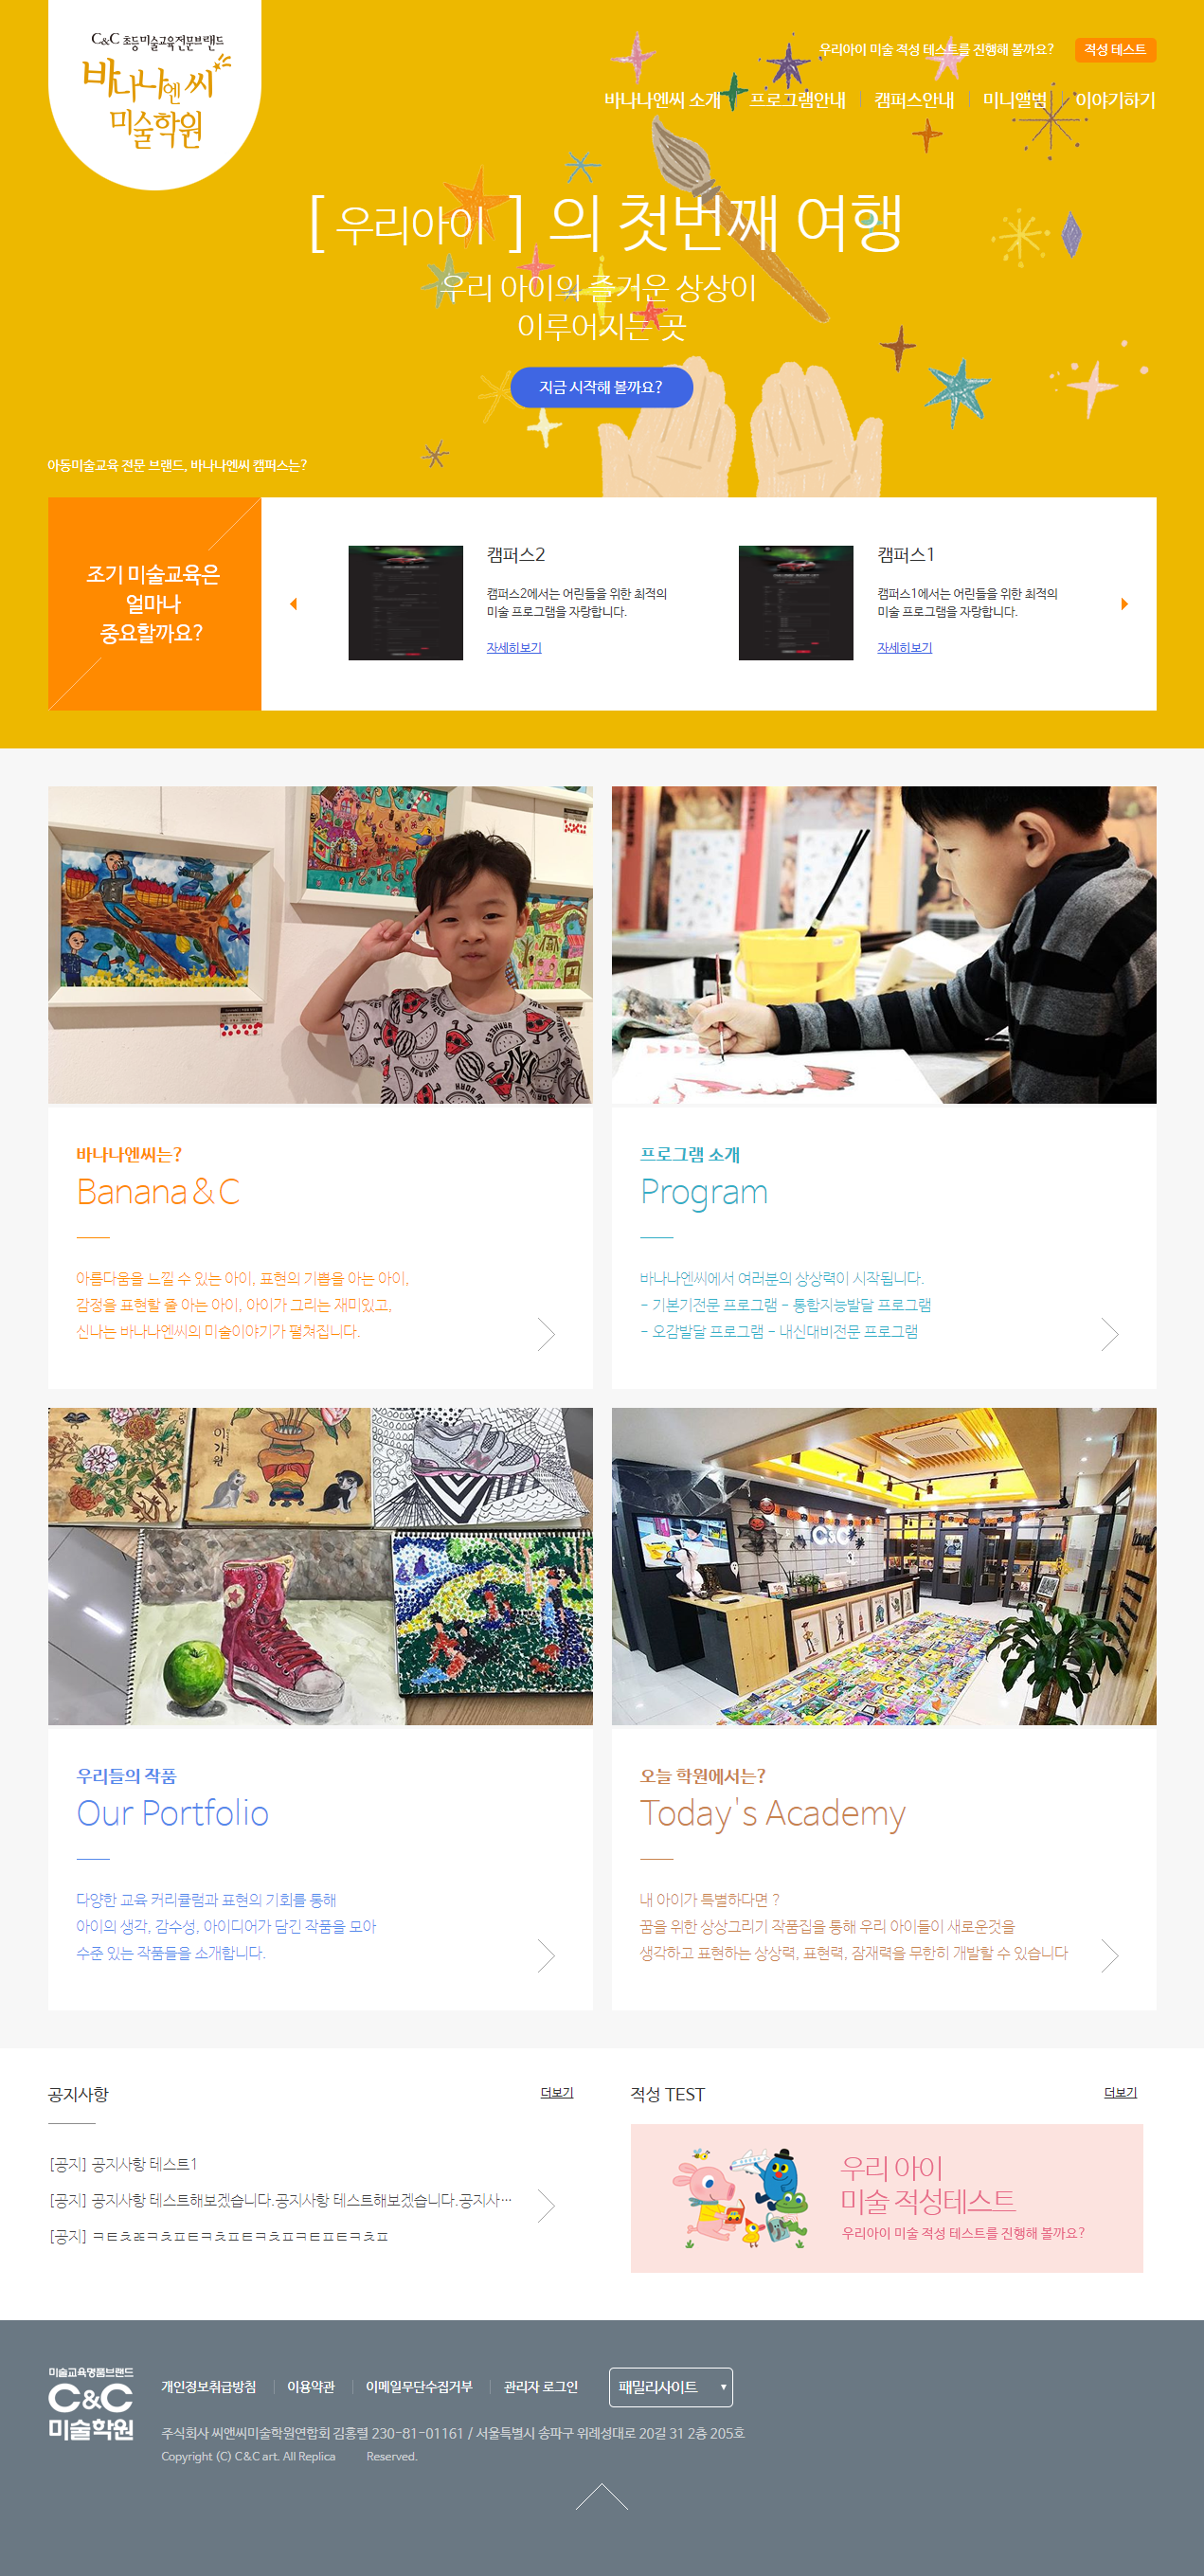 C&C 초등미술교육전문브랜드
바나나엔씨
미술학원
우리아이 미술 적성 테스트를 진행해 볼까요?
적성 테스트
바나나엔씨 소개
프로그램안내
캠퍼스안내
미니앨범
이야기하기
[ 우리아이 ] 의 첫번째 여행
우리 아이의 즐거운 상상이
이루어지는 곳
지금 시작해 볼까요?
아동미술교육 전문 브랜드, 바나나엔씨 캠퍼스는?
조기 미술교육은
얼마나
중요할까요?
캠퍼스2
캠퍼스2에서는 어린들을 위한 최적의
미술 프로그램을 자랑합니다.
자세히보기
캠퍼스1
캠퍼스1에서는 어린들을 위한 최적의
미술 프로그램을 자랑합니다.
자세히보기
바나나엔씨는?
Banana & C
아름다움을 느낄 수 있는 아이, 표현의 기쁨을 아는 아이,
감정을 표현할 줄 아는 아이, 아이가 그리는 재미있고,
신나는 바나나엔씨의 미술이야기가 펼쳐집니다.
프로그램 소개
Program
바나나엔씨에서 여러분의 상상력이 시작됩니다.
- 기본기전문 프로그램 - 통합지능발달 프로그램
- 오감발달 프로그램 - 내신대비전문 프로그램
이가원
C&C
우리들의 작품
Our Portfolio
다양한 교육 커리큘럼과 표현의 기회를 통해
아이의 생각, 감수성, 아이디어가 담긴 작품을 모아
수준 있는 작품들을 소개합니다.
오늘 학원에서는?
Today's Academy
내 아이가 특별하다면 ?
꿈을 위한 상상그리기 작품집을 통해 우리 아이들이 새로운것을
생각하고 표현하는 상상력, 표현력, 잠재력을 무한히 개발할 수 있습니다
공지사항
더보기
[공지] 공지사항 테스트1
[공지] 공지사항 테스트해보겠습니다.공지사항 테스트해보겠습니다.공지사…
적성 TEST
더보기
우리 아이
미술 적성테스트
우리아이 미술 적성 테스트를 진행해 볼까요?
미술교육명품브랜드
C&C
미술학원
개인정보취급방침
이용약관
이메일무단수집거부
관리자 로그인
패밀리사이트
주식회사 씨앤씨미술학원연합회 김홍렬 230-81-01161 / 서울특별시 송파구 위례성대로 20길 31 2층 205호
Copyright (C) C&C art. All Replica Reserved.